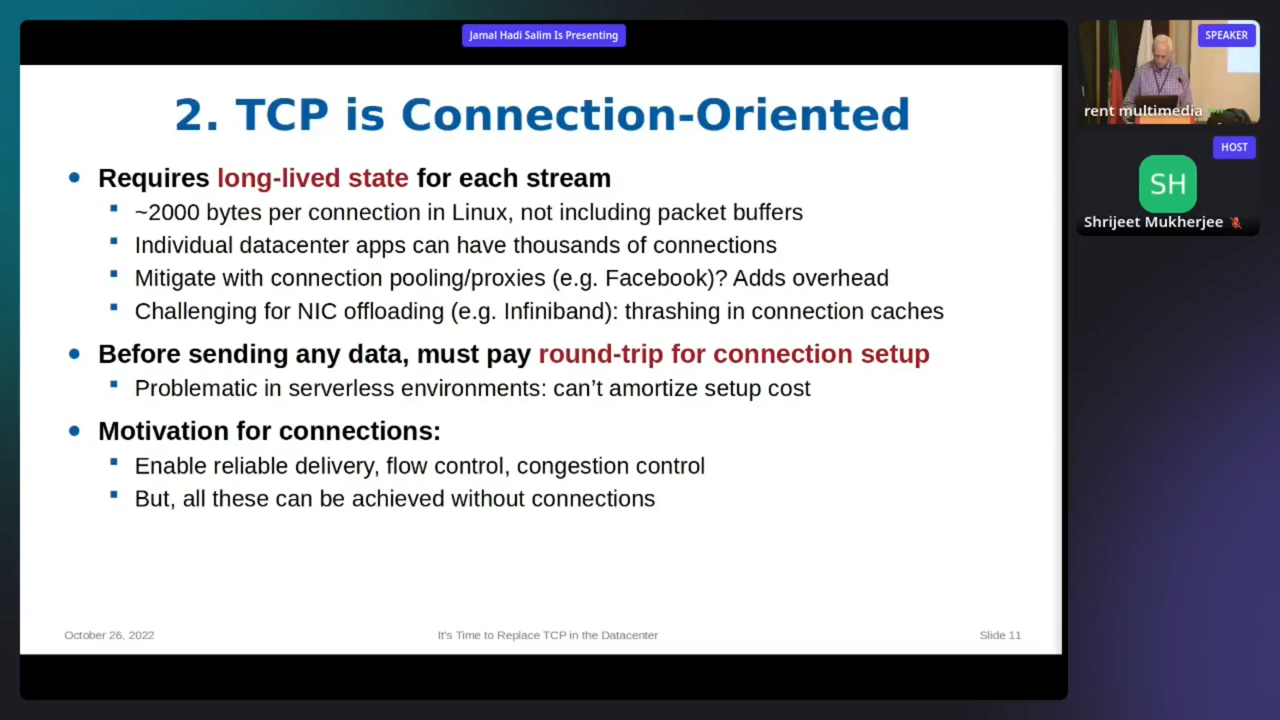 Jamal Hadi Salim Is Presenting
2. TCP is Connection-Oriented
Requires long-lived state for each stream
~2000 bytes per connection in Linux, not including packet buffers
Individual datacenter apps can have thousands of connections
Mitigate with connection pooling/proxies (e.g. Facebook)? Adds overhead
Challenging for NIC offloading (e.g. Infiniband): thrashing in connection caches
Before sending any data, must pay round-trip for connection setup
Problematic in serverless environments: can’t amortize setup cost
Motivation for connections:
Enable reliable delivery, flow control, congestion control
But, all these can be achieved without connections
October 26, 2022
It's Time to Replace TCP in the Datacenter
Slide 11
SPEAKER
rent multimedia
HOST
SH
Shrijeet Mukherjee